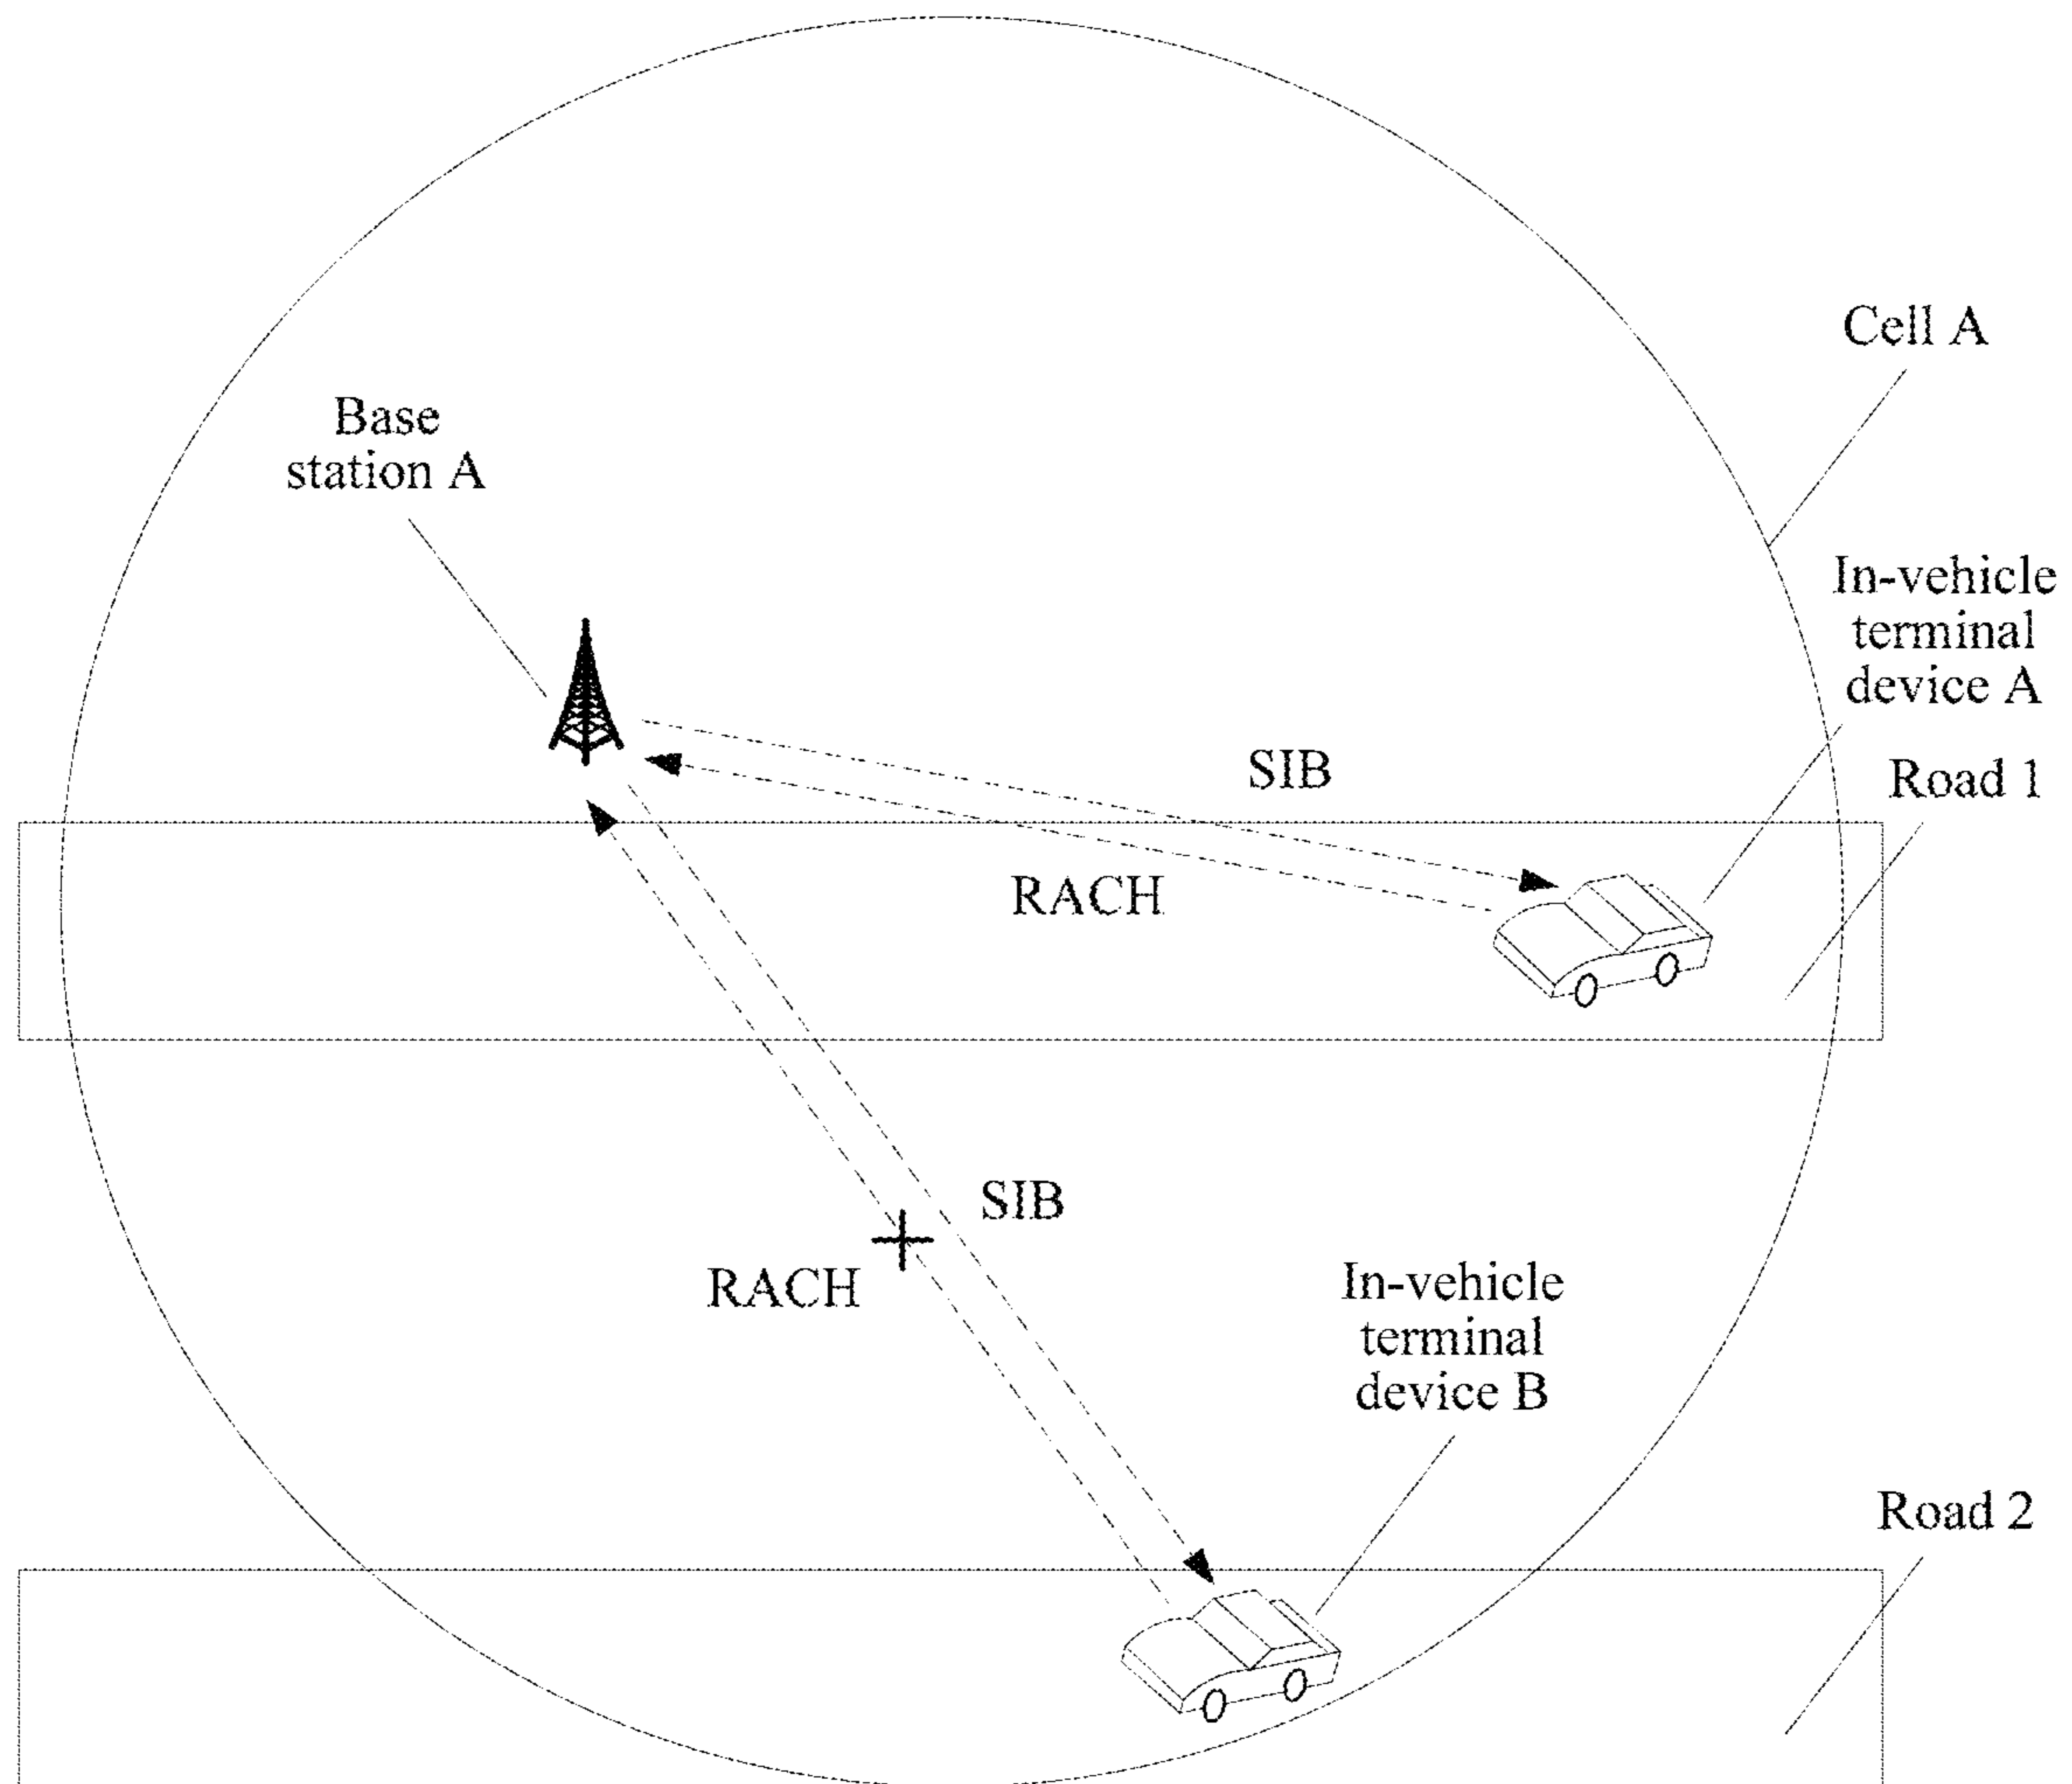 Cell A
Base
station A
In-vehicle
terminal
device A
SIB
Road 1
RACH
SIB
RACH
In-vehicle
terminal
device B
Road 2